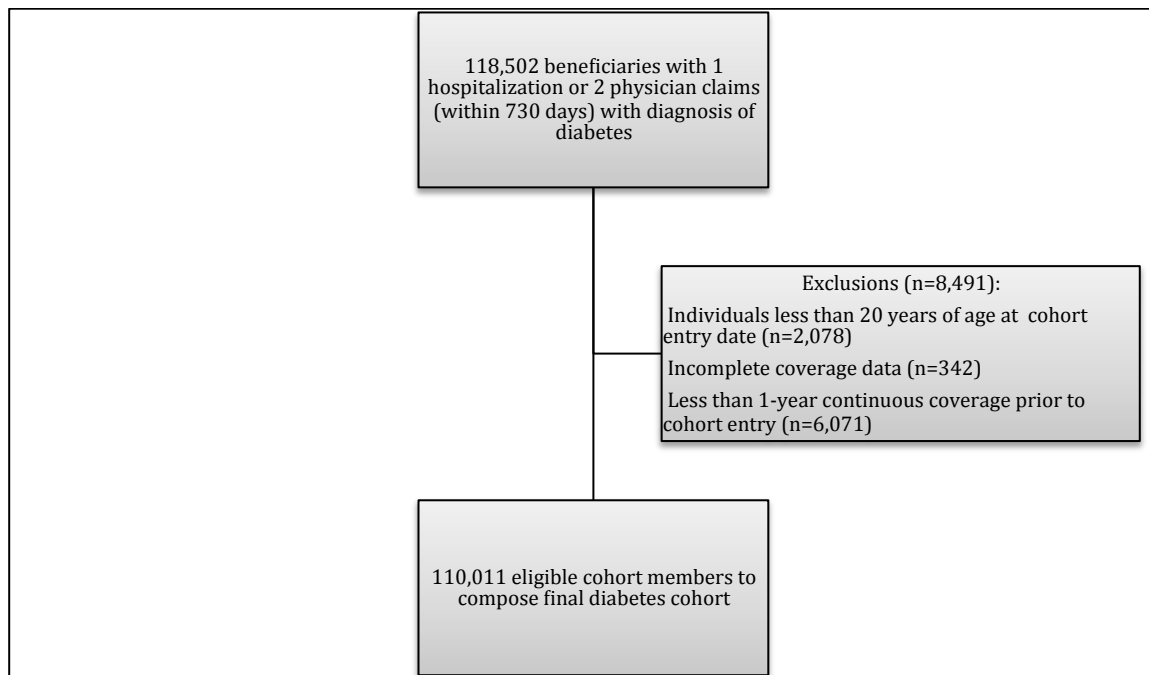 118,502 beneficiaries with 1
hospitalization or 2 physician claims
(within 730 days) with diagnosis of
diabetes
Exclusions (n=8,491):
Individuals less than 20 years of age at cohort
entry date (n=2,078)
Incomplete coverage data (n=342)
Less than 1-year continuous coverage prior to
cohort entry (n=6,071)
110,011 eligible cohort members to
compose final diabetes cohort